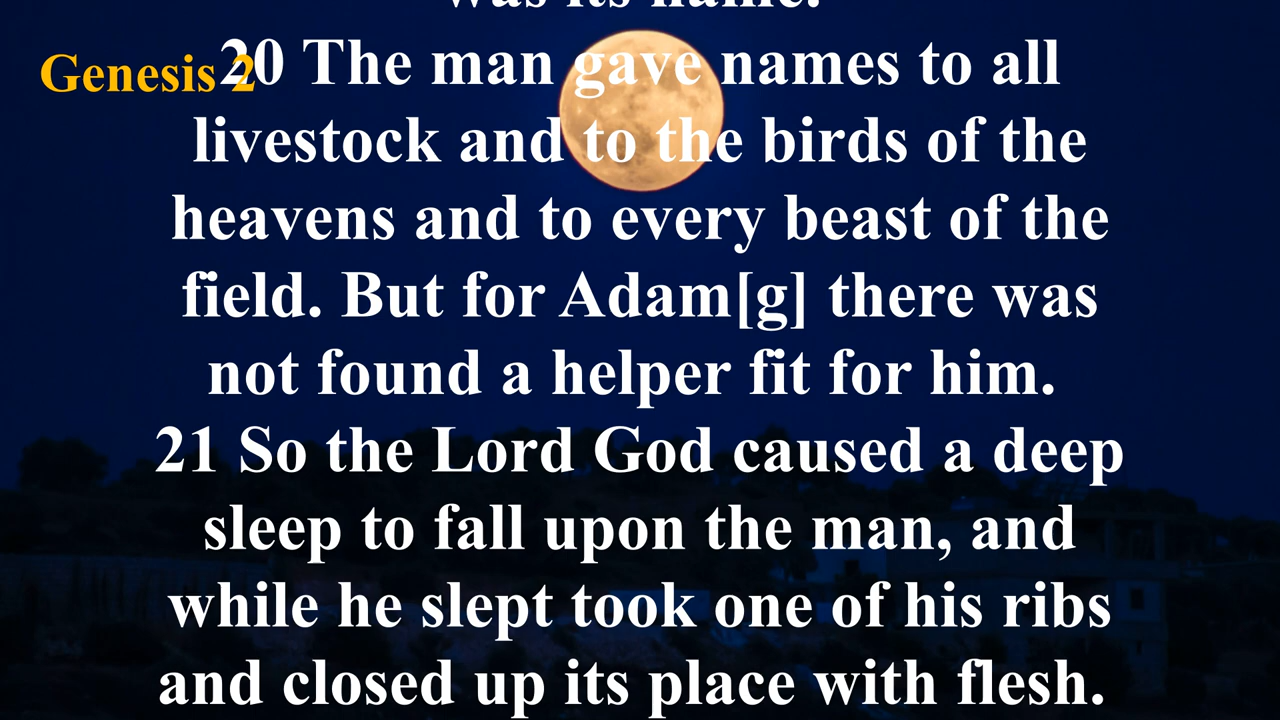 was its name.
Genesis 2
20 The man gave names to all
livestock and to the birds of the
heavens and to every beast of the
field. But for Adam[g] there was
not found a helper fit for him.
21 So the Lord God caused a deep
sleep to fall upon the man, and
while he slept took one of his ribs
and closed up its place with flesh.